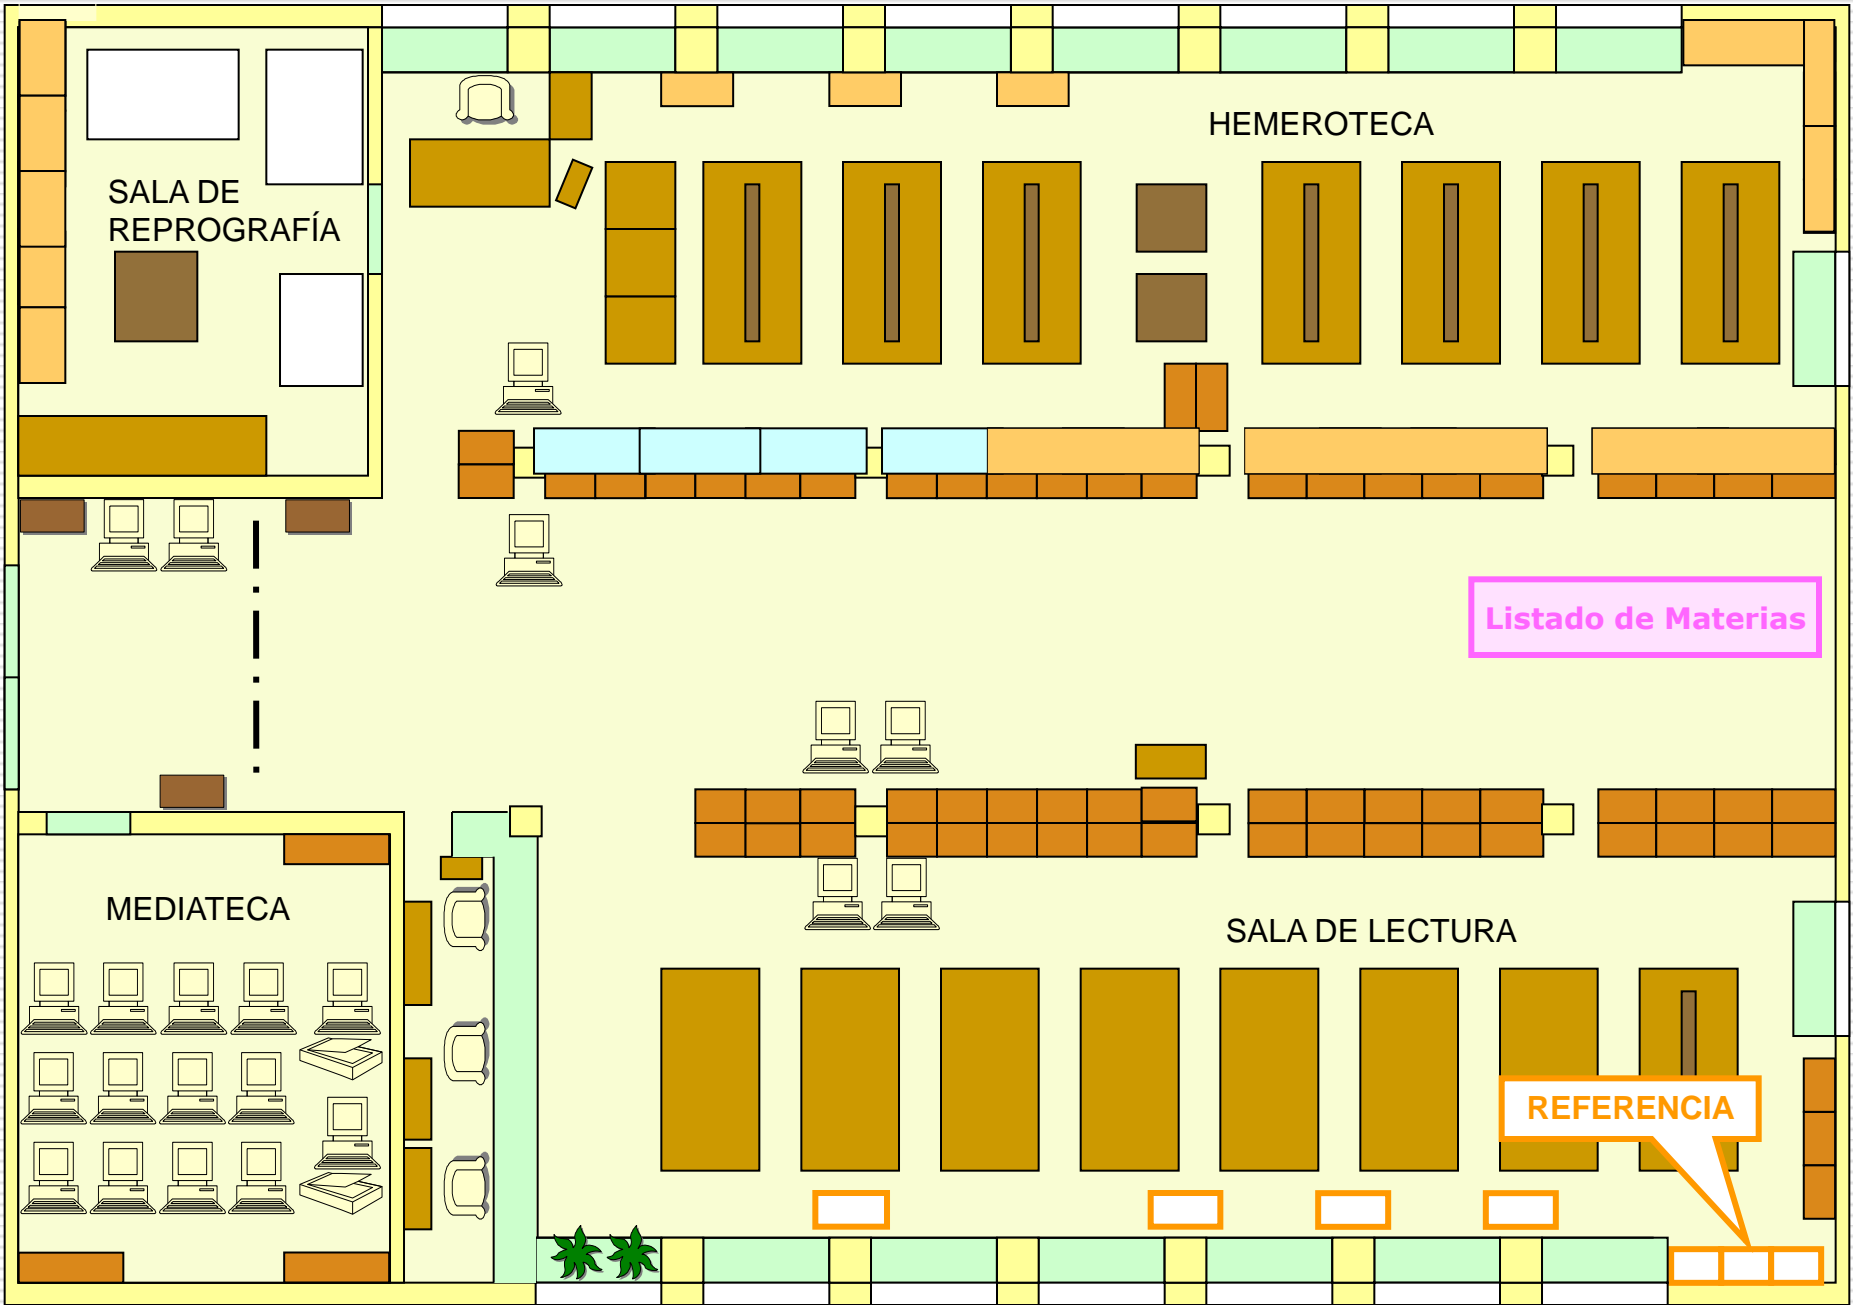 HEMEROTECA
SALA DE
REPROGRAFÍA
Listado de Materias
MEDIATECA
SALA DE LECTURA
REFERENCIA